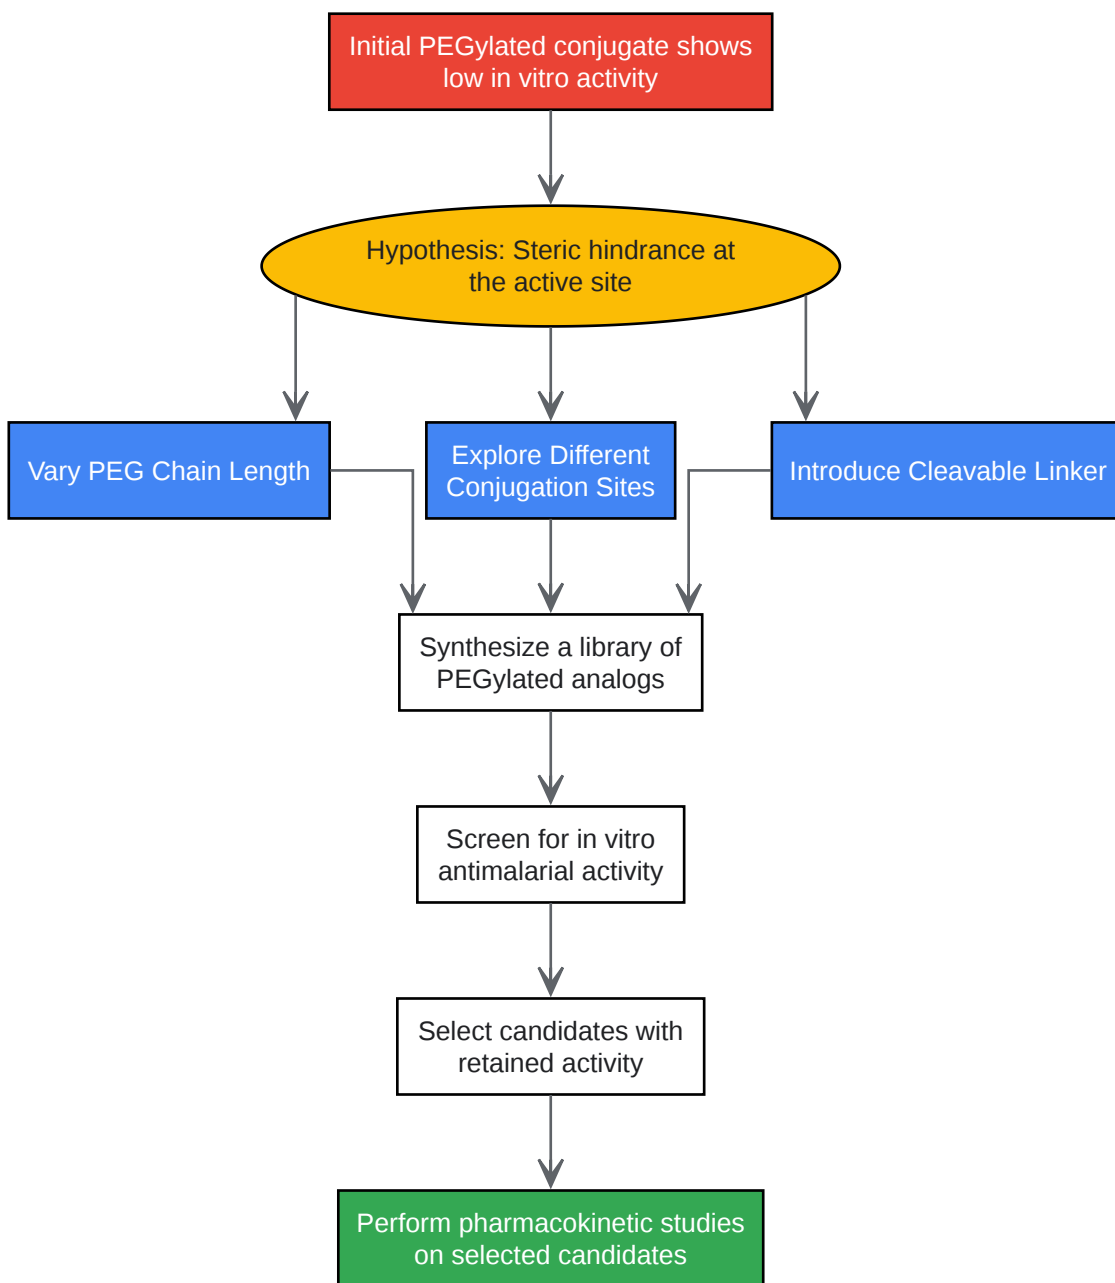 Initial PEGylated conjugate shows
low in vitro activity
Hypothesis: Steric hindrance at
the active site
Vary PEG Chain Length
Explore Different
Conjugation Sites
Introduce Cleavable Linker
Synthesize a library of
PEGylated analogs
Screen for in vitro
antimalarial activity
Select candidates with
retained activity
Perform pharmacokinetic studies
on selected candidates